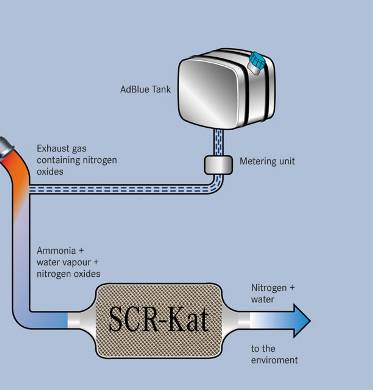 AdBlue Tank
Exhaust gas
containing nitrogen
oxides
Metering unit
Ammonia +
water vapour +
nitrogen oxides
Nitrogen +
water
SCR-Kat
to the
enviroment